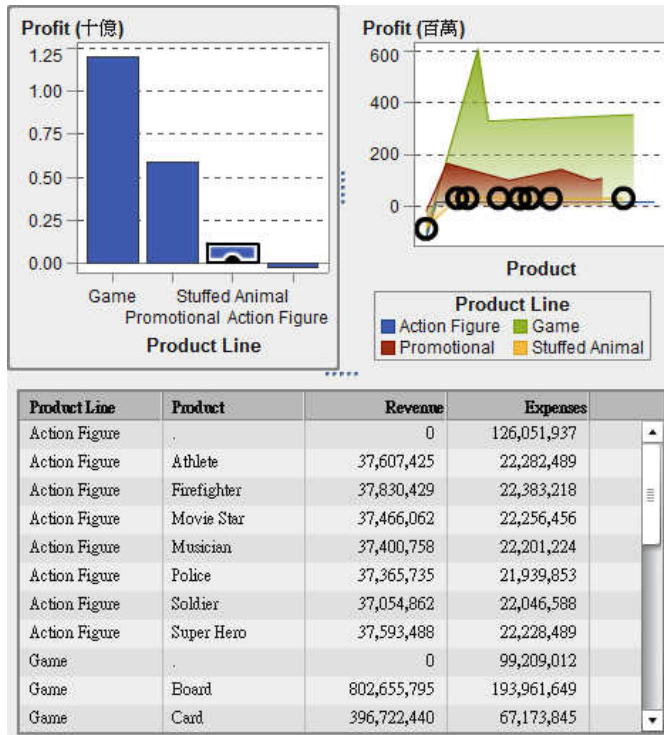 Profit (十億)
1.25
1.00
0.75
0.50
0.25
0.00
Game Stuffed Animal
Promotional Action Figure
Product Line
Profit (百萬)
600
400
200
0
Product
Product Line
Action Figure Game
Promotional Stuffed Animal
Product Line Product Revenue Expenses
Action Figure . 0 126,051,937
Action Figure Athlete 37,607,425 22,282,489
Action Figure Firefighter 37,830,429 22,383,218
Action Figure Movie Star 37,466,062 22,256,456
Action Figure Musician 37,400,758 22,201,224
Action Figure Police 37,365,735 21,939,853
Action Figure Soldier 37,054,862 22,046,588
Action Figure Super Hero 37,593,488 22,228,489
Game . 0 99,209,012
Game Board 802,655,795 193,961,649
Game Card 396,722,440 67,173,845